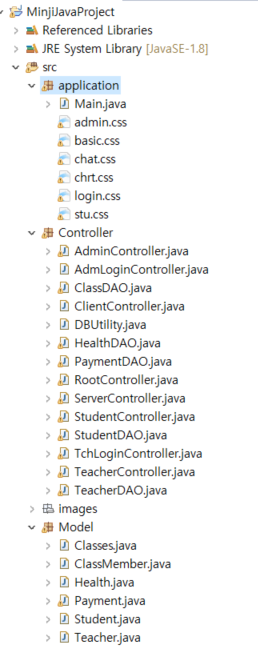 MinjiJavaProject
Referenced Libraries
JRE System Library [JavaSE-1.8]
src
application
Main.java
admin.css
basic.css
chat.css
chrt.css
login.css
stu.css
Controller
AdminController.java
AdmLoginController.java
ClassDAO.java
ClientController.java
DBUtility.java
HealthDAO.java
PaymentDAO.java
RootController.java
ServerController.java
StudentController.java
StudentDAO.java
TchLoginController.java
TeacherController.java
TeacherDAO.java
images
Model
Classes.java
ClassMember.java
Health.java
Payment.java
Student.java
Teacher.java